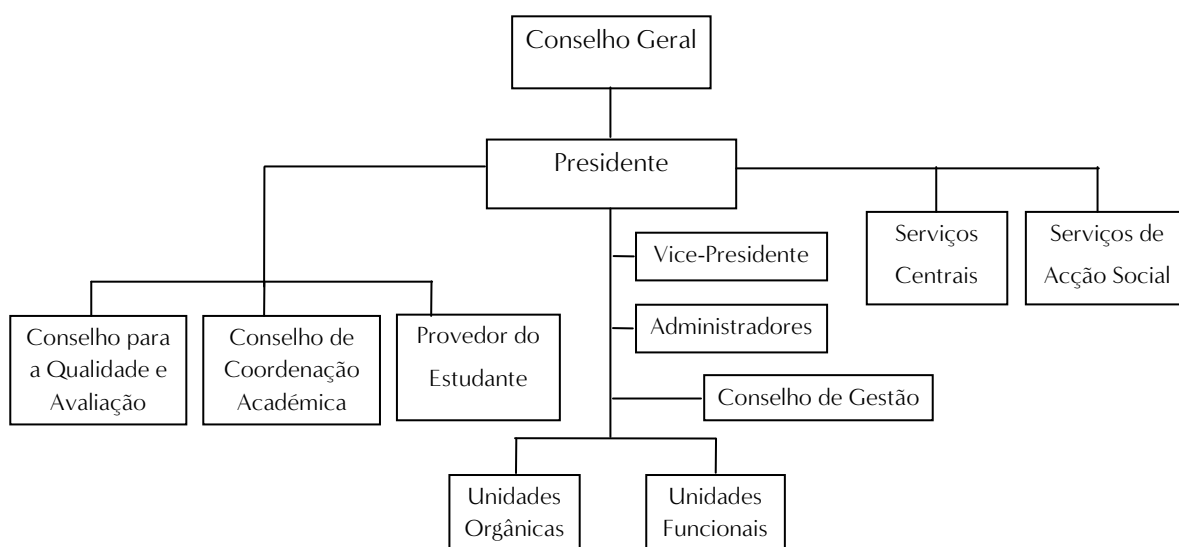 Conselho Geral
Presidente
Vice-Presidente
Administradores
Conselho de Gestão
Serviços
Centrais
Serviços de
Acção Social
Conselho para
a Qualidade e
Avaliação
Conselho de
Coordenação
Académica
Provedor do
Estudante
Unidades
Orgânicas
Unidades
Funcionais